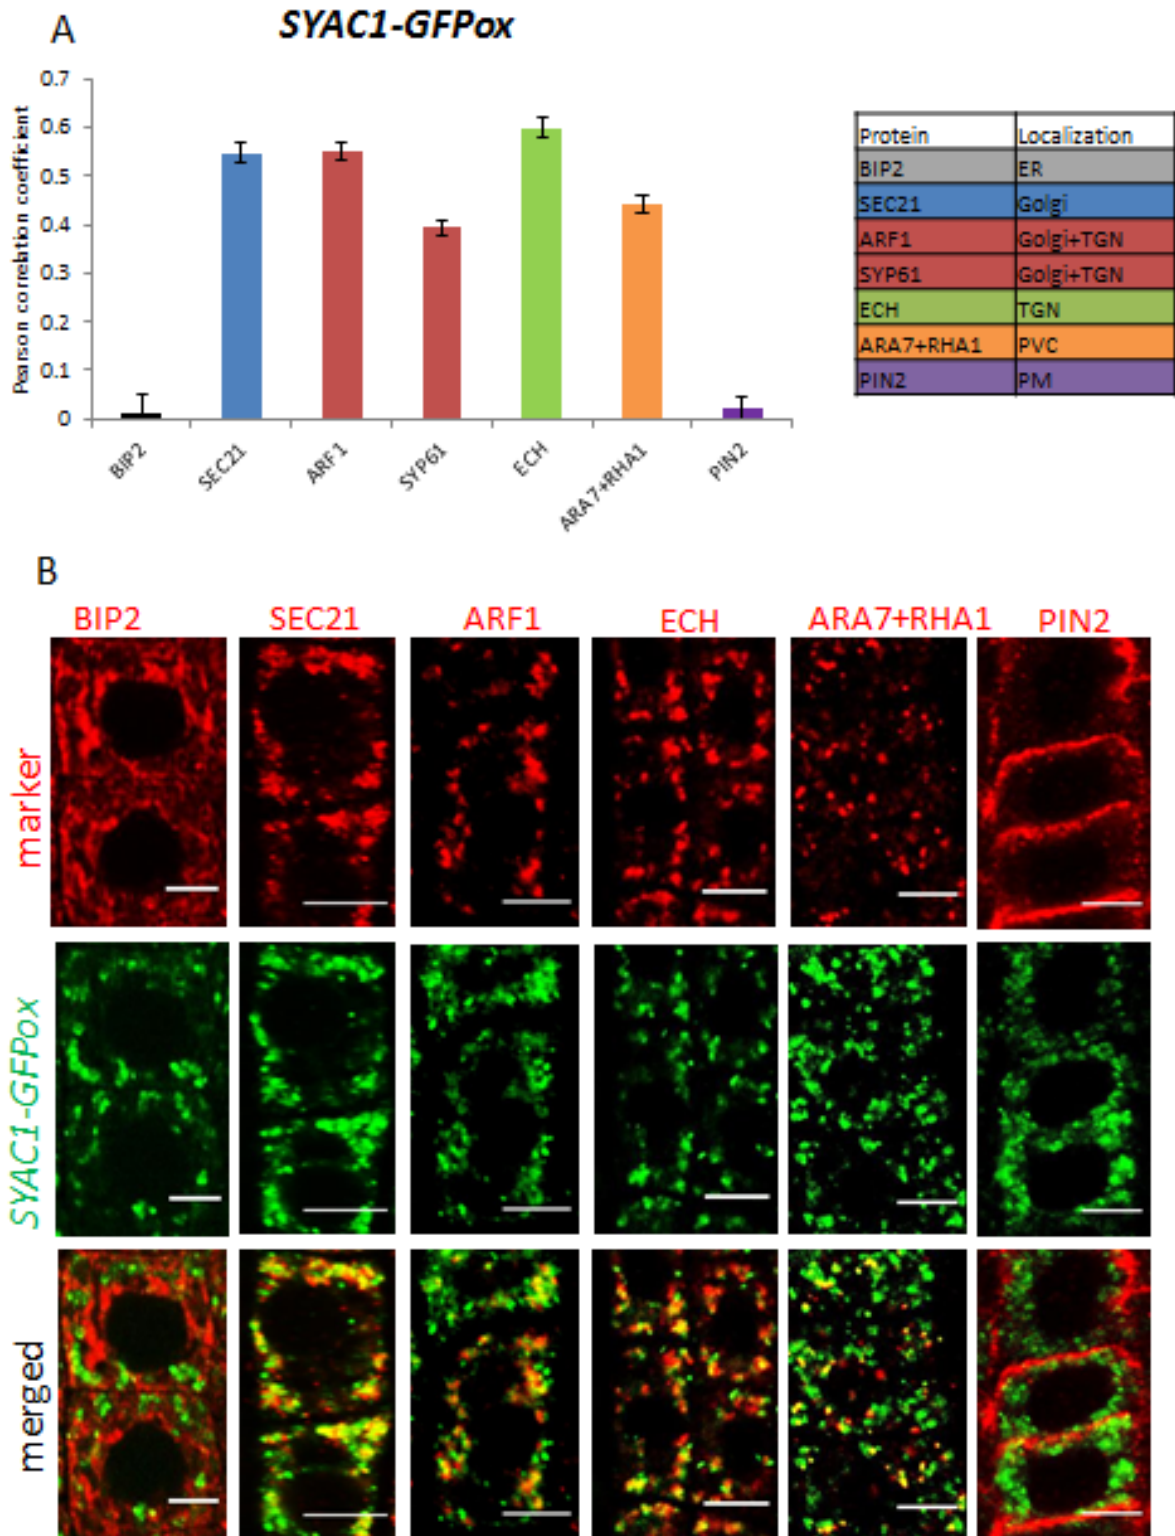 A
SYAC1-GFPox
Pearson correlation coefficient
0.7
0.6
0.5
0.4
0.3
0.2
0.1
0
BIP2
SEC21
ARF1
SYP61
ECH
ARA7+RHA1
PIN2
Protein Localization
BIP2 ER
SEC21 Golgi
ARF1 Golgi+TGN
SYP61 Golgi+TGN
ECH TGN
ARA7+RHA1 PVC
PIN2 PM
B
BIP2 SEC21 ARF1 ECH ARA7+RHA1 PIN2
marker
SYAC1-GFPox
merged